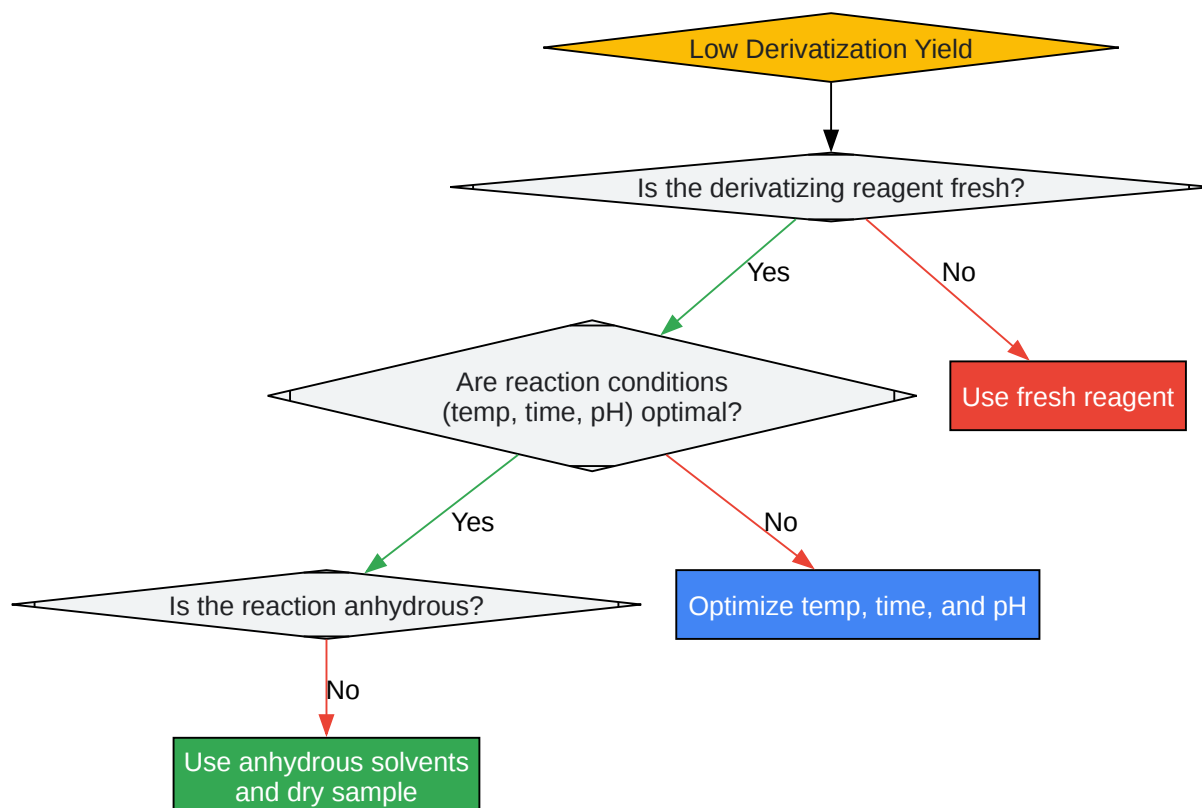 Low Derivatization Yield
Is the derivatizing reagent fresh?
Yes
No
Are reaction conditions
(temp, time, pH) optimal?
Use fresh reagent
Yes
No
Is the reaction anhydrous?
Optimize temp, time, and pH
No
Use anhydrous solvents
and dry sample